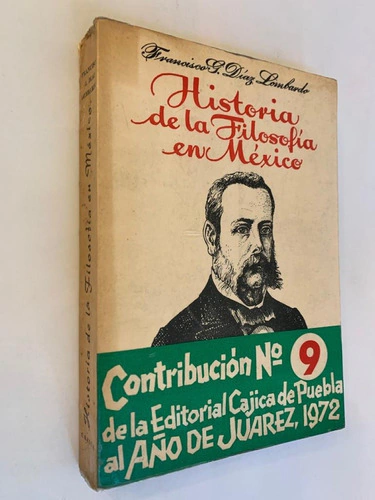 Francisco G. Díaz Lombardo
Historia
de la Filosofía
en México
Contribución Nº 9
de la Editorial Cajica de Puebla
al AÑO DE JUÁREZ, 1972
Historia de la Filosofía en México